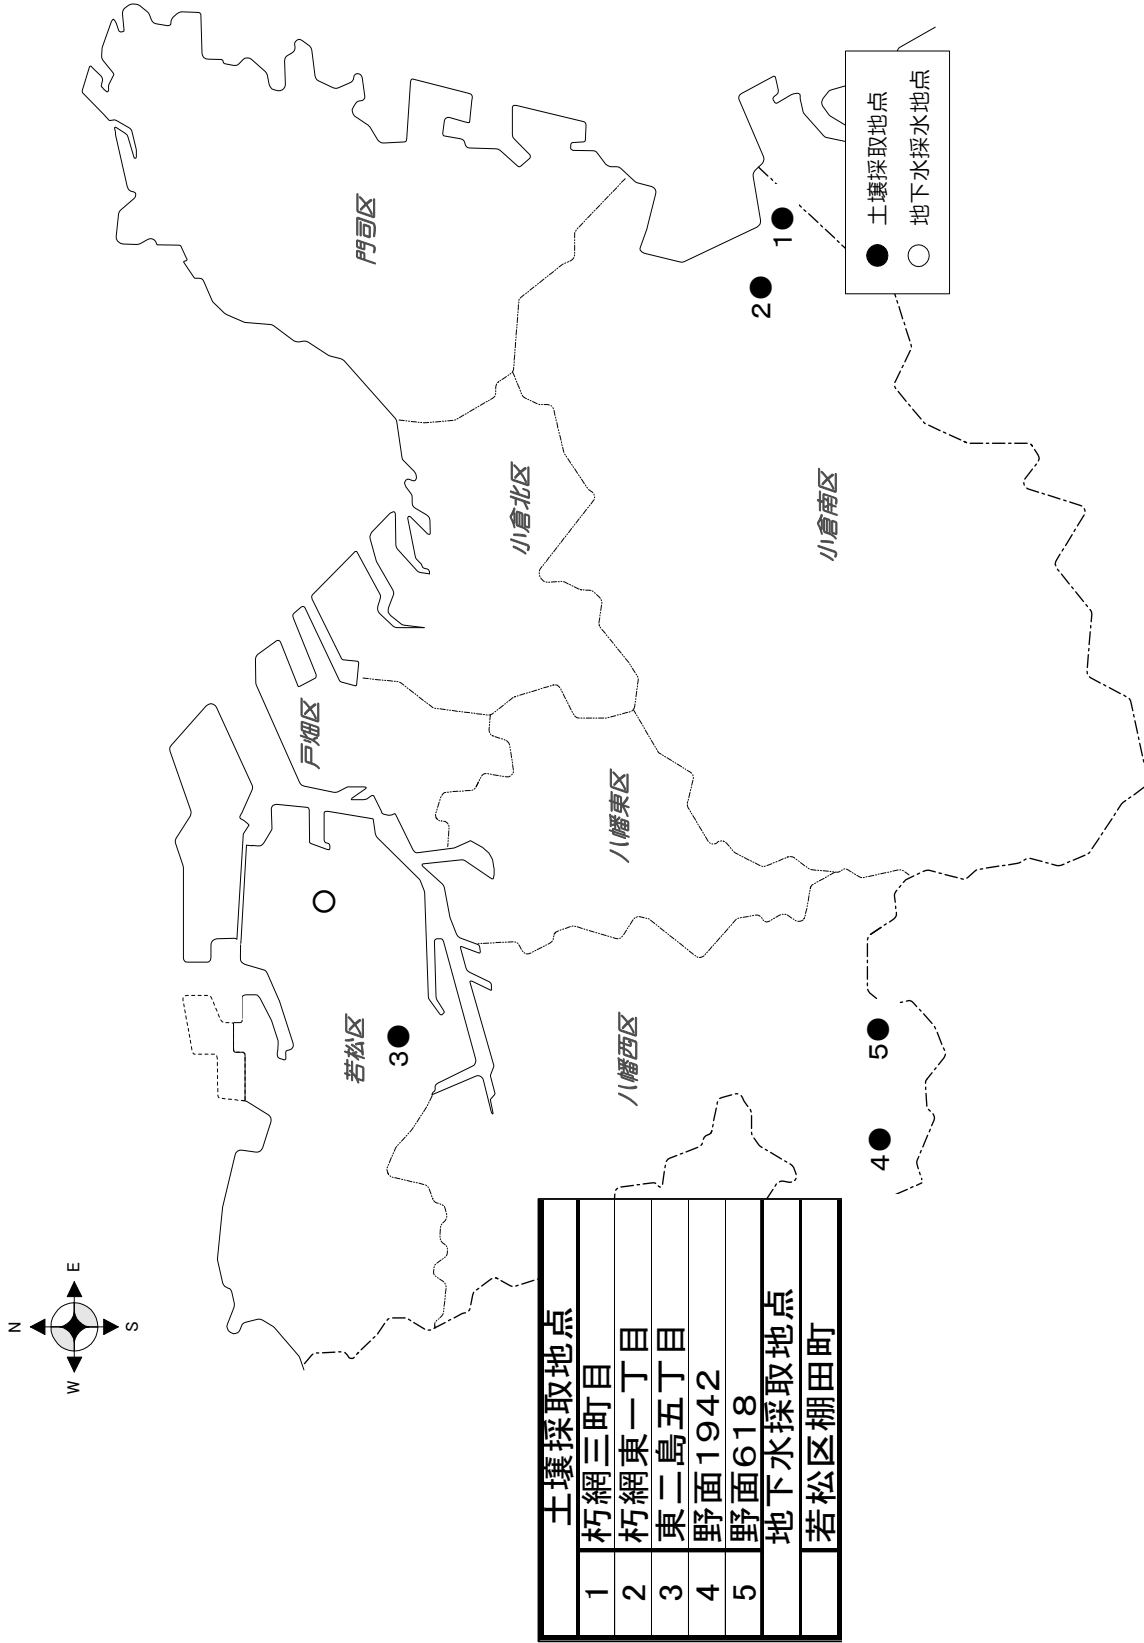 N
W
E
S
門司区
小倉北区
戸畑区
若松区
八幡東区
八幡西区
小倉南区
1
2
3
4
5
● 土壌採取地点
○ 地下水採水地点
土壌採取地点
1 朽網三町目
2 朽網東一丁目
3 東二島五丁目
4 野面1942
5 野面618
地下水採取地点
若松区棚田町